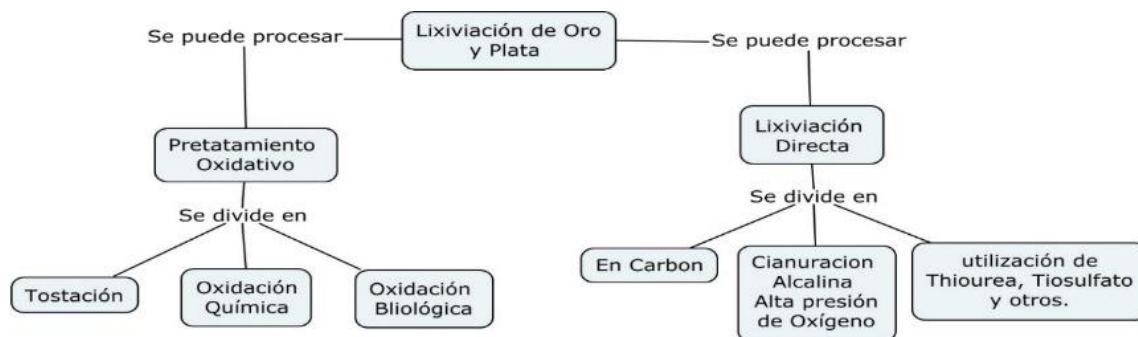 Lixiviación de Oro
y Plata
Se puede procesar
Se puede procesar
Pretatamiento
Oxidativo
Lixiviación
Directa
Se divide en
Se divide en
Tostación
Oxidación
Química
Oxidación
Bliológica
En Carbon
Cianuracion
Alcalina
Alta presión
de Oxígeno
utilización de
Thiourea, Tiosulfato
y otros.